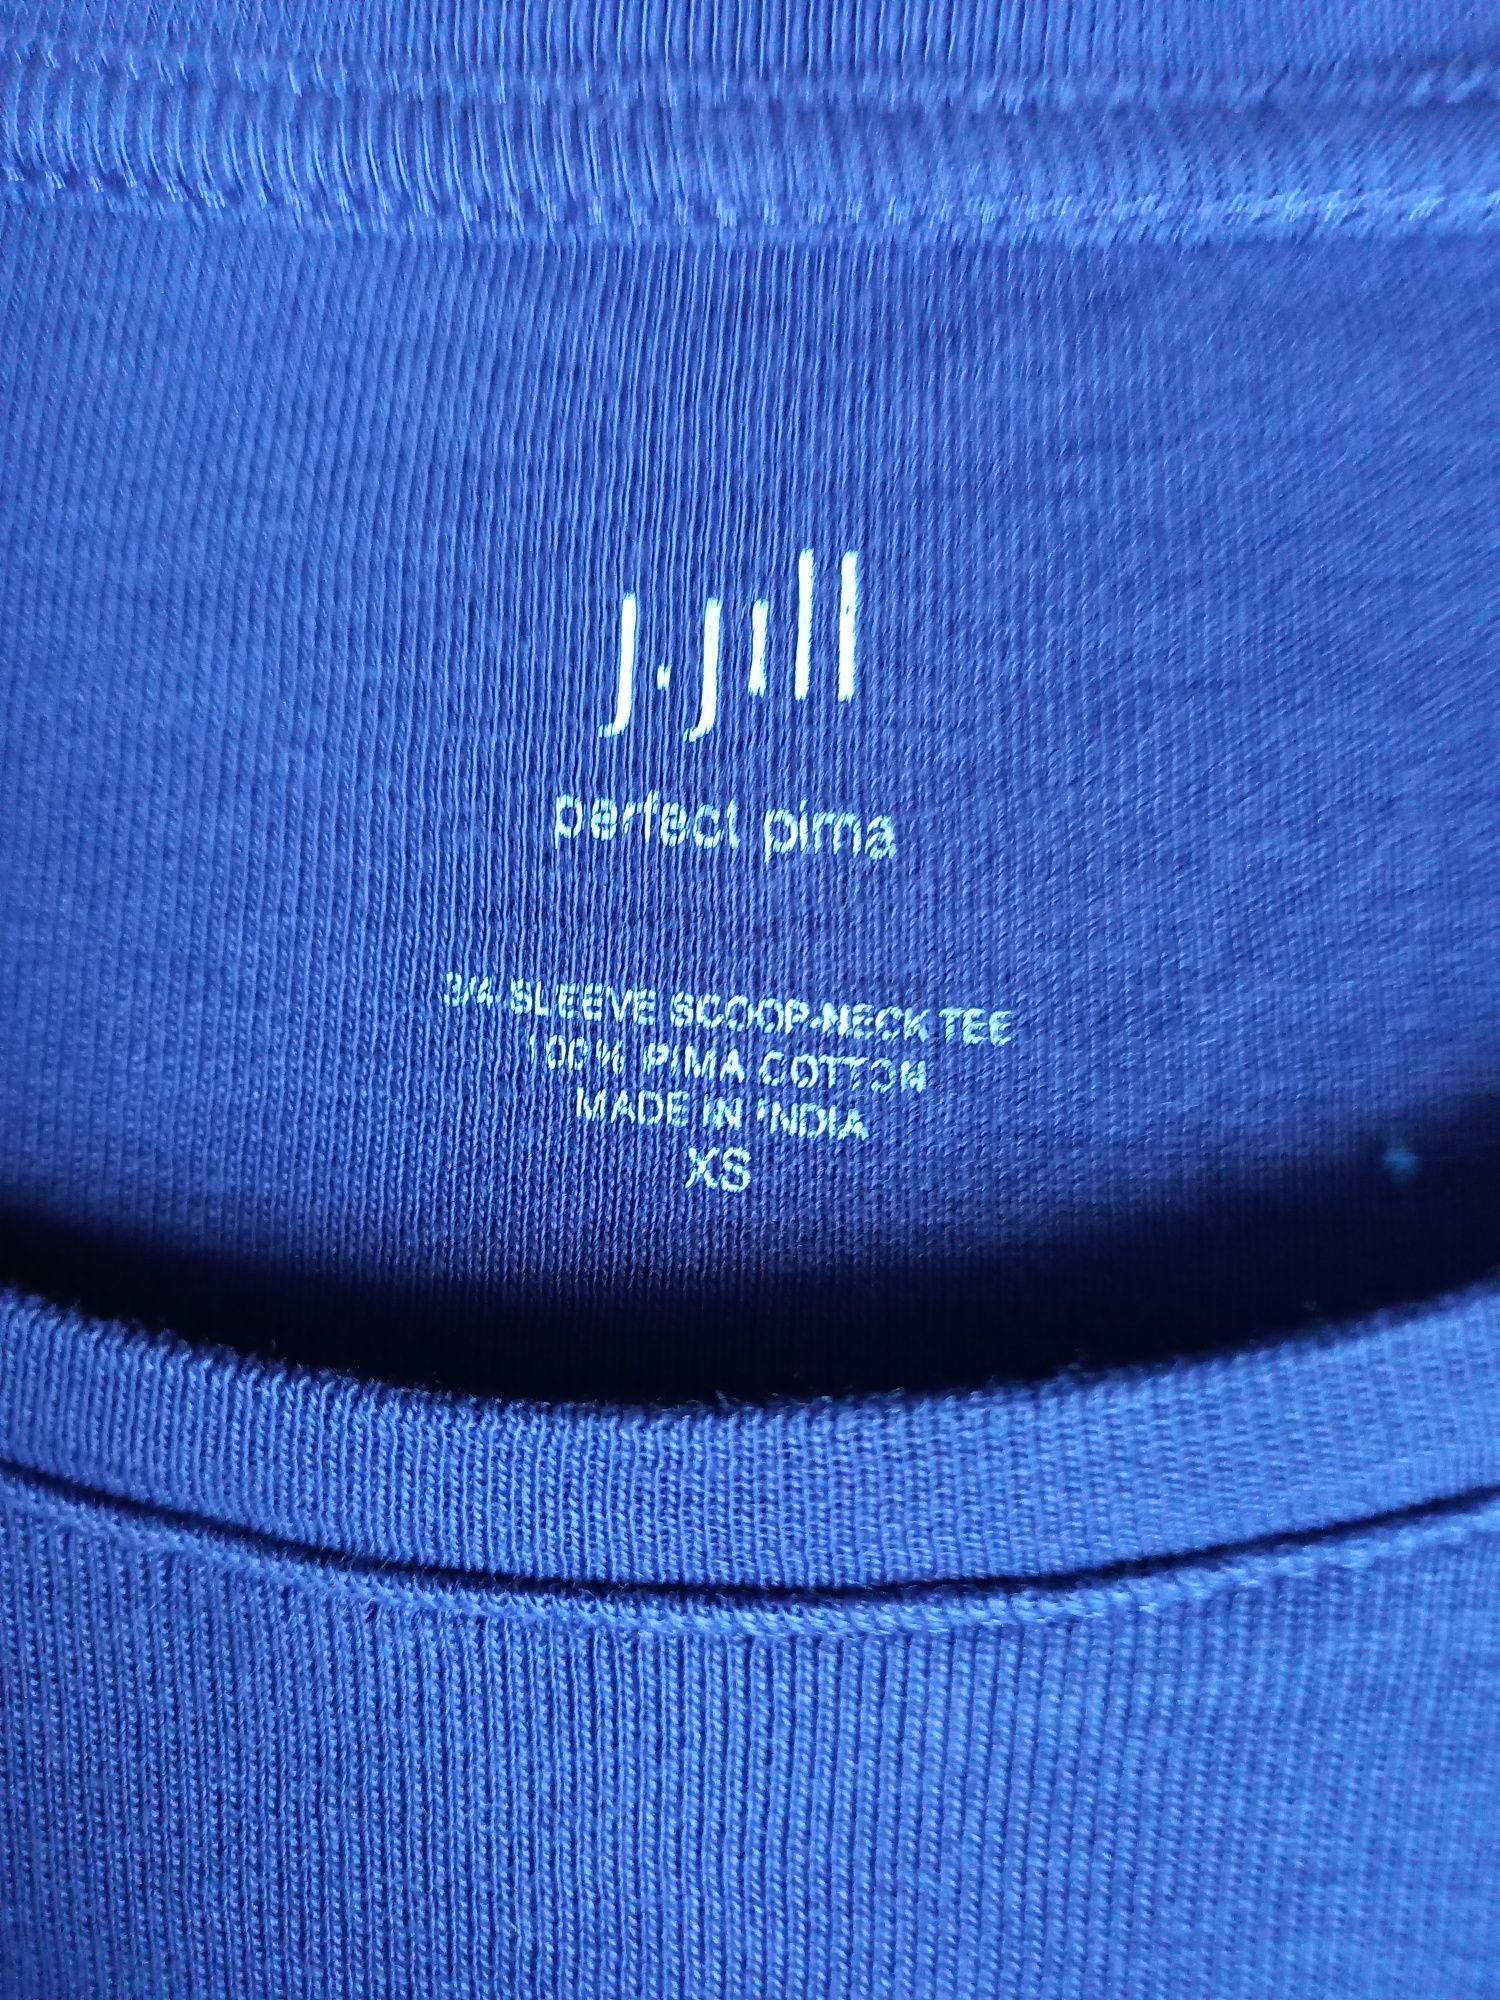 j.jill
perfect pima
3/4 SLEEVE SCOOP-NECK TEE
100% PIMA COTTON
MADE IN INDIA
XS